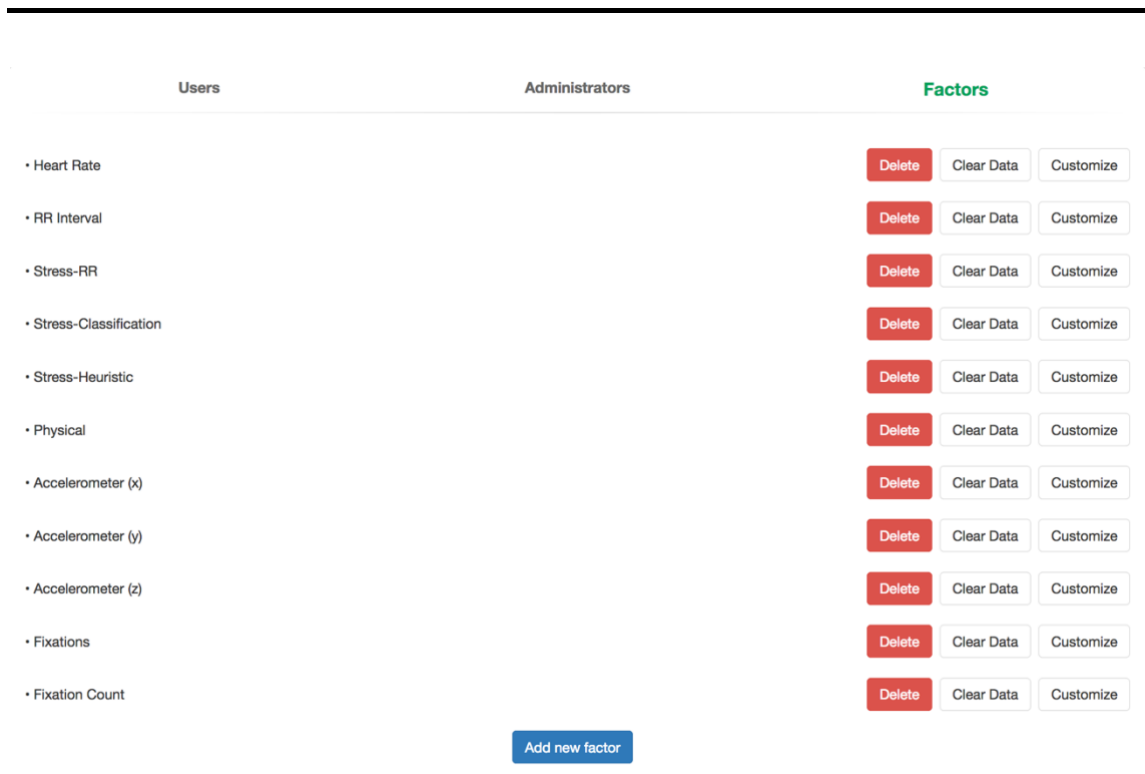 Users Administrators Factors
• Heart Rate Delete Clear Data Customize
• RR Interval Delete Clear Data Customize
• Stress-RR Delete Clear Data Customize
• Stress-Classification Delete Clear Data Customize
• Stress-Heuristic Delete Clear Data Customize
• Physical Delete Clear Data Customize
• Accelerometer (x) Delete Clear Data Customize
• Accelerometer (y) Delete Clear Data Customize
• Accelerometer (z) Delete Clear Data Customize
• Fixations Delete Clear Data Customize
• Fixation Count Delete Clear Data Customize
Add new factor